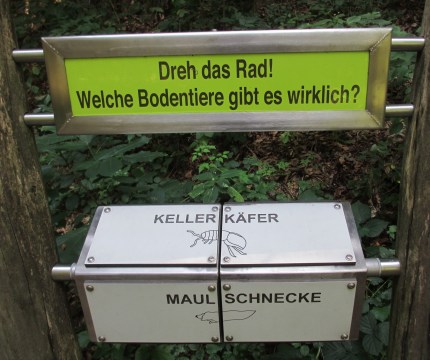 Dreh das Rad!
Welche Bodentiere gibt es wirklich?
KELLER KÄFER
MAUL SCHNECKE